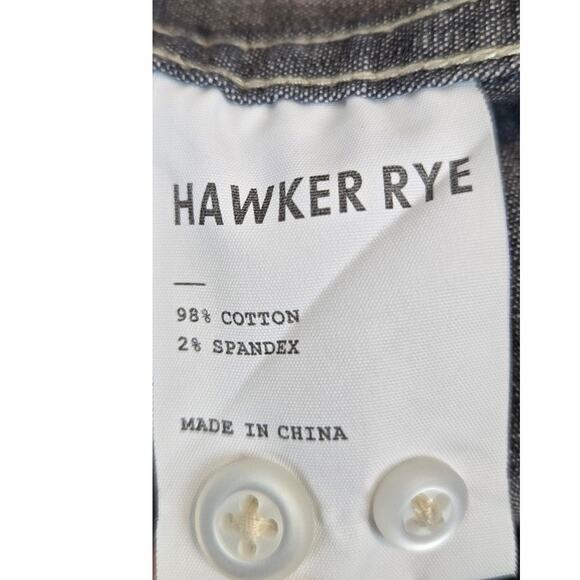 HAWKER RYE
98% COTTON
2% SPANDEX
MADE IN CHINA